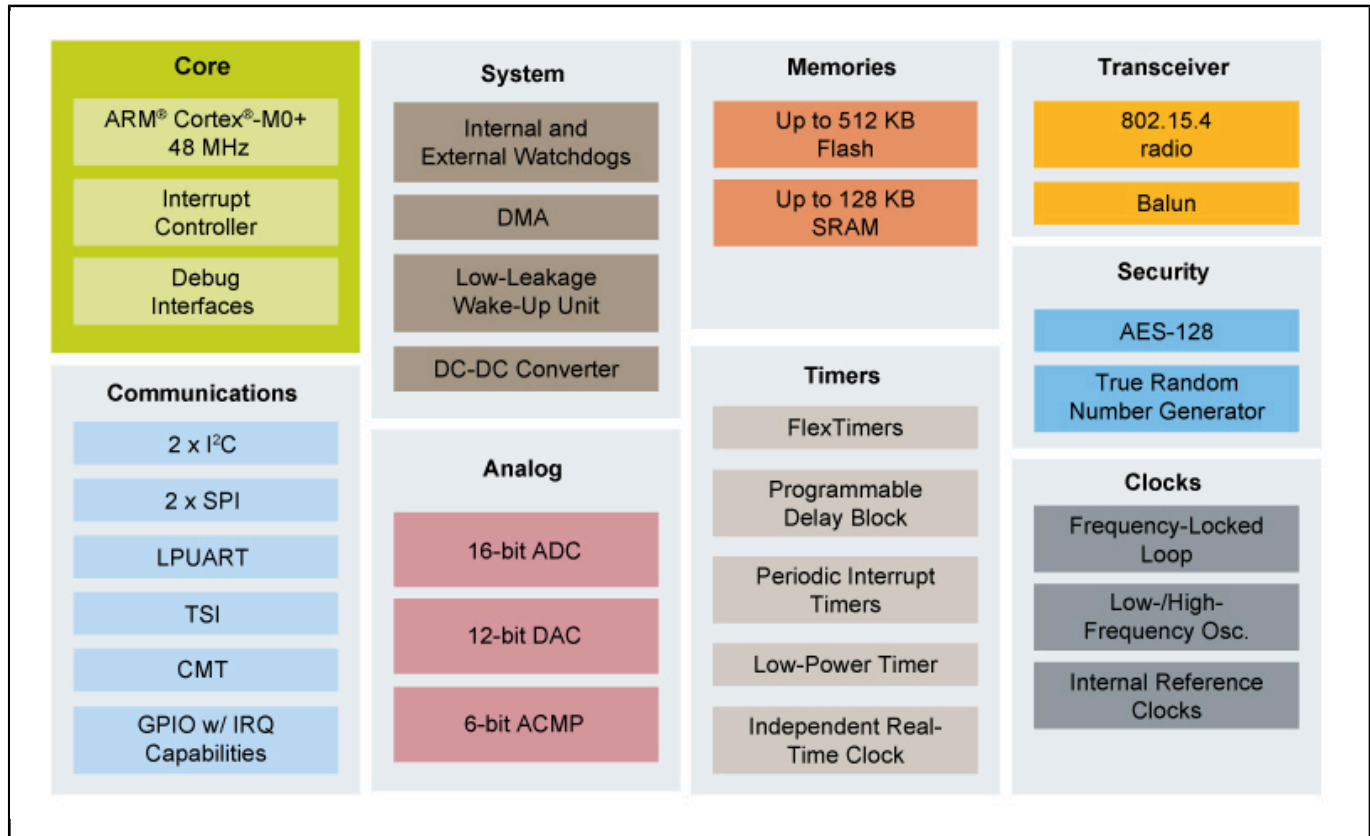 Core
ARM® Cortex®-M0+
48 MHz
Interrupt
Controller
Debug
Interfaces
Communications
2 x I²C
2 x SPI
LPUART
TSI
CMT
GPIO w/ IRQ
Capabilities
System
Internal and
External Watchdogs
DMA
Low-Leakage
Wake-Up Unit
DC-DC Converter
Analog
16-bit ADC
12-bit DAC
6-bit ACMP
Memories
Up to 512 KB
Flash
Up to 128 KB
SRAM
Timers
FlexTimers
Programmable
Delay Block
Periodic Interrupt
Timers
Low-Power Timer
Independent Real-
Time Clock
Transceiver
802.15.4
radio
Balun
Security
AES-128
True Random
Number Generator
Clocks
Frequency-Locked
Loop
Low-/High-
Frequency Osc.
Internal Reference
Clocks